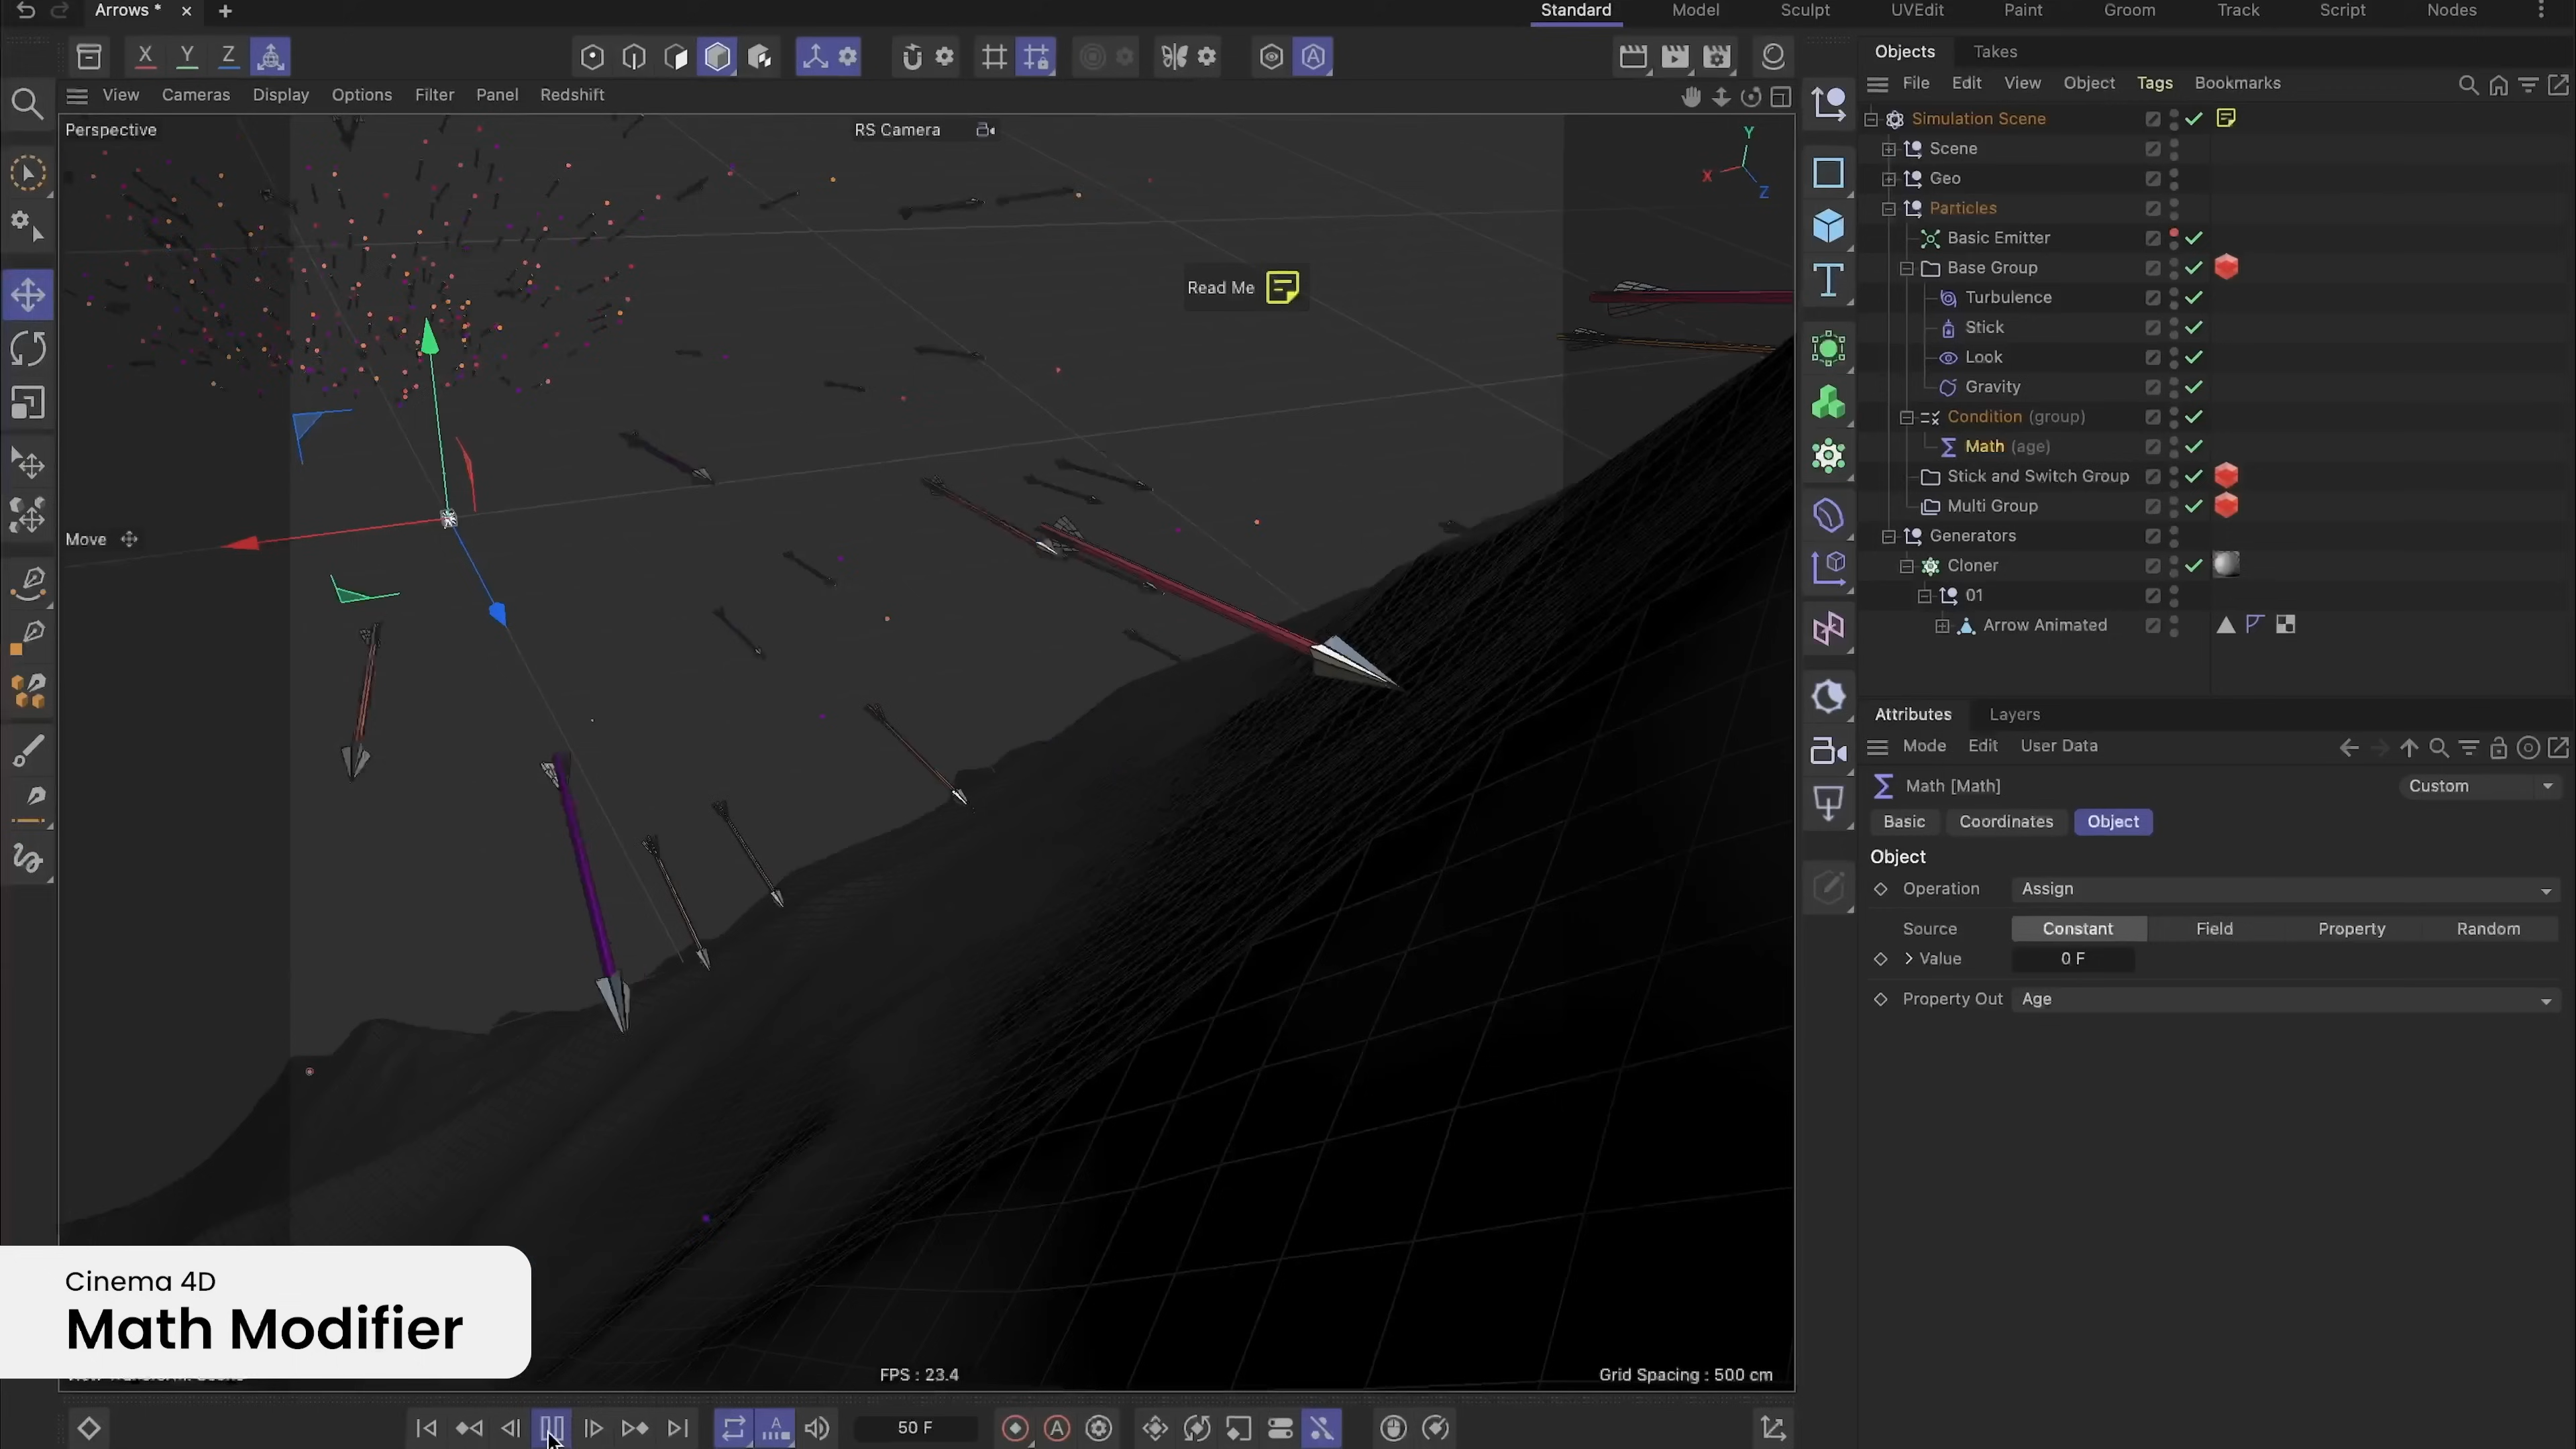 Arrows *
Standard
Model
Sculpt
UVEdit
Paint
Groom
Track
Script
Nodes
X
Y
Z
View
Cameras
Display
Options
Filter
Panel
Redshift
Perspective
RS Camera
Y
X
Z
Read Me
Move
Objects
Takes
File
Edit
View
Object
Tags
Bookmarks
Simulation Scene
Scene
Geo
Particles
Basic Emitter
Base Group
Turbulence
Stick
Look
Gravity
Condition (group)
Math (age)
Stick and Switch Group
Multi Group
Generators
Cloner
01
Arrow Animated
Attributes
Layers
Mode
Edit
User Data
Math [Math]
Custom
Basic
Coordinates
Object
Object
Operation
Assign
Source
Constant
Field
Property
Random
Value
0 F
Property Out
Age
Cinema 4D
Math Modifier
FPS : 23.4
Grid Spacing : 500 cm
50 F